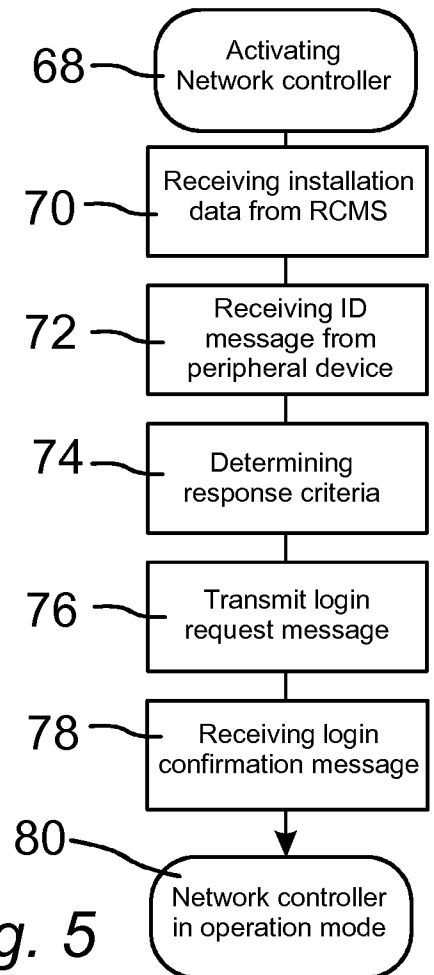 68
Activating
Network controller
70
Receiving installation
data from RCMS
72
Receiving ID
message from
peripheral device
74
Determining
response criteria
76
Transmit login
request message
78
Receiving login
confirmation message
80
Network controller
in operation mode
g. 5